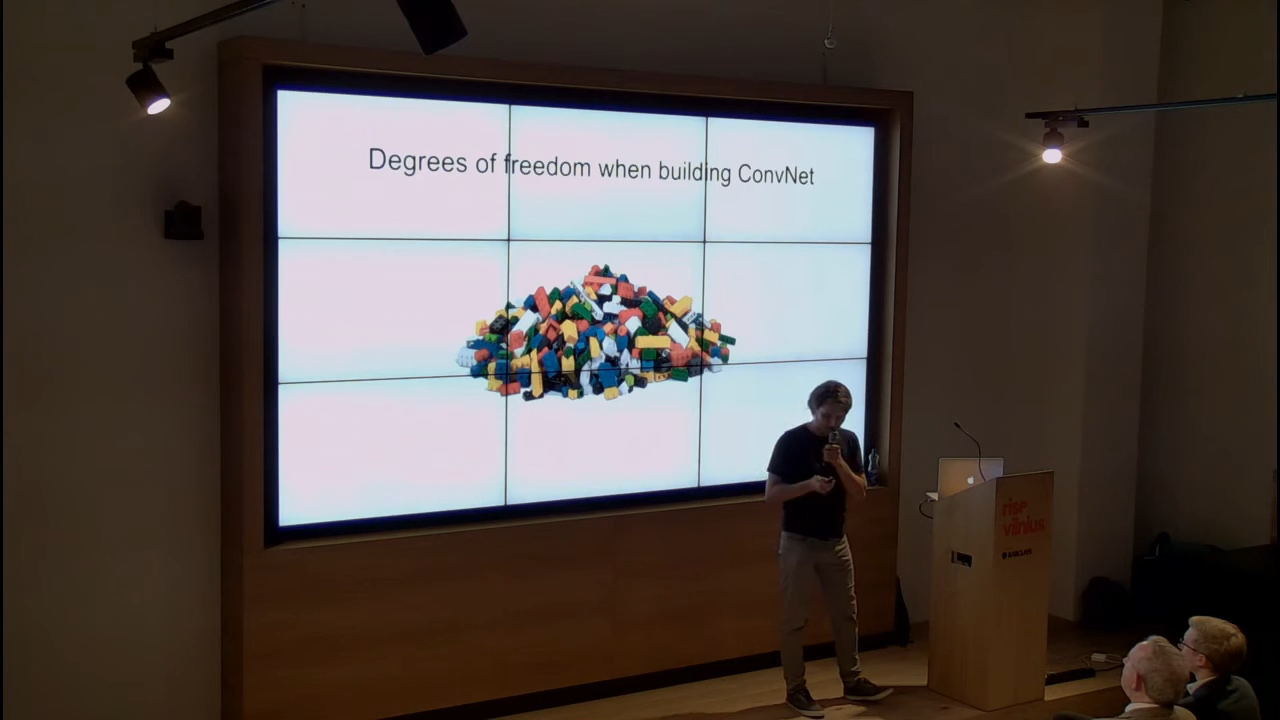 Degrees of freedom when building ConvNet
rise
vilnius
BARCLAYS